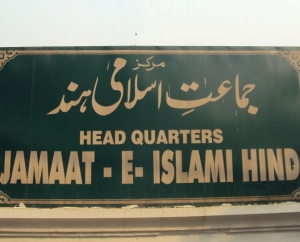 مرکز
جماعتِ اسلامی ہند
HEAD QUARTERS
JAMAAT - E- ISLAMI HIND